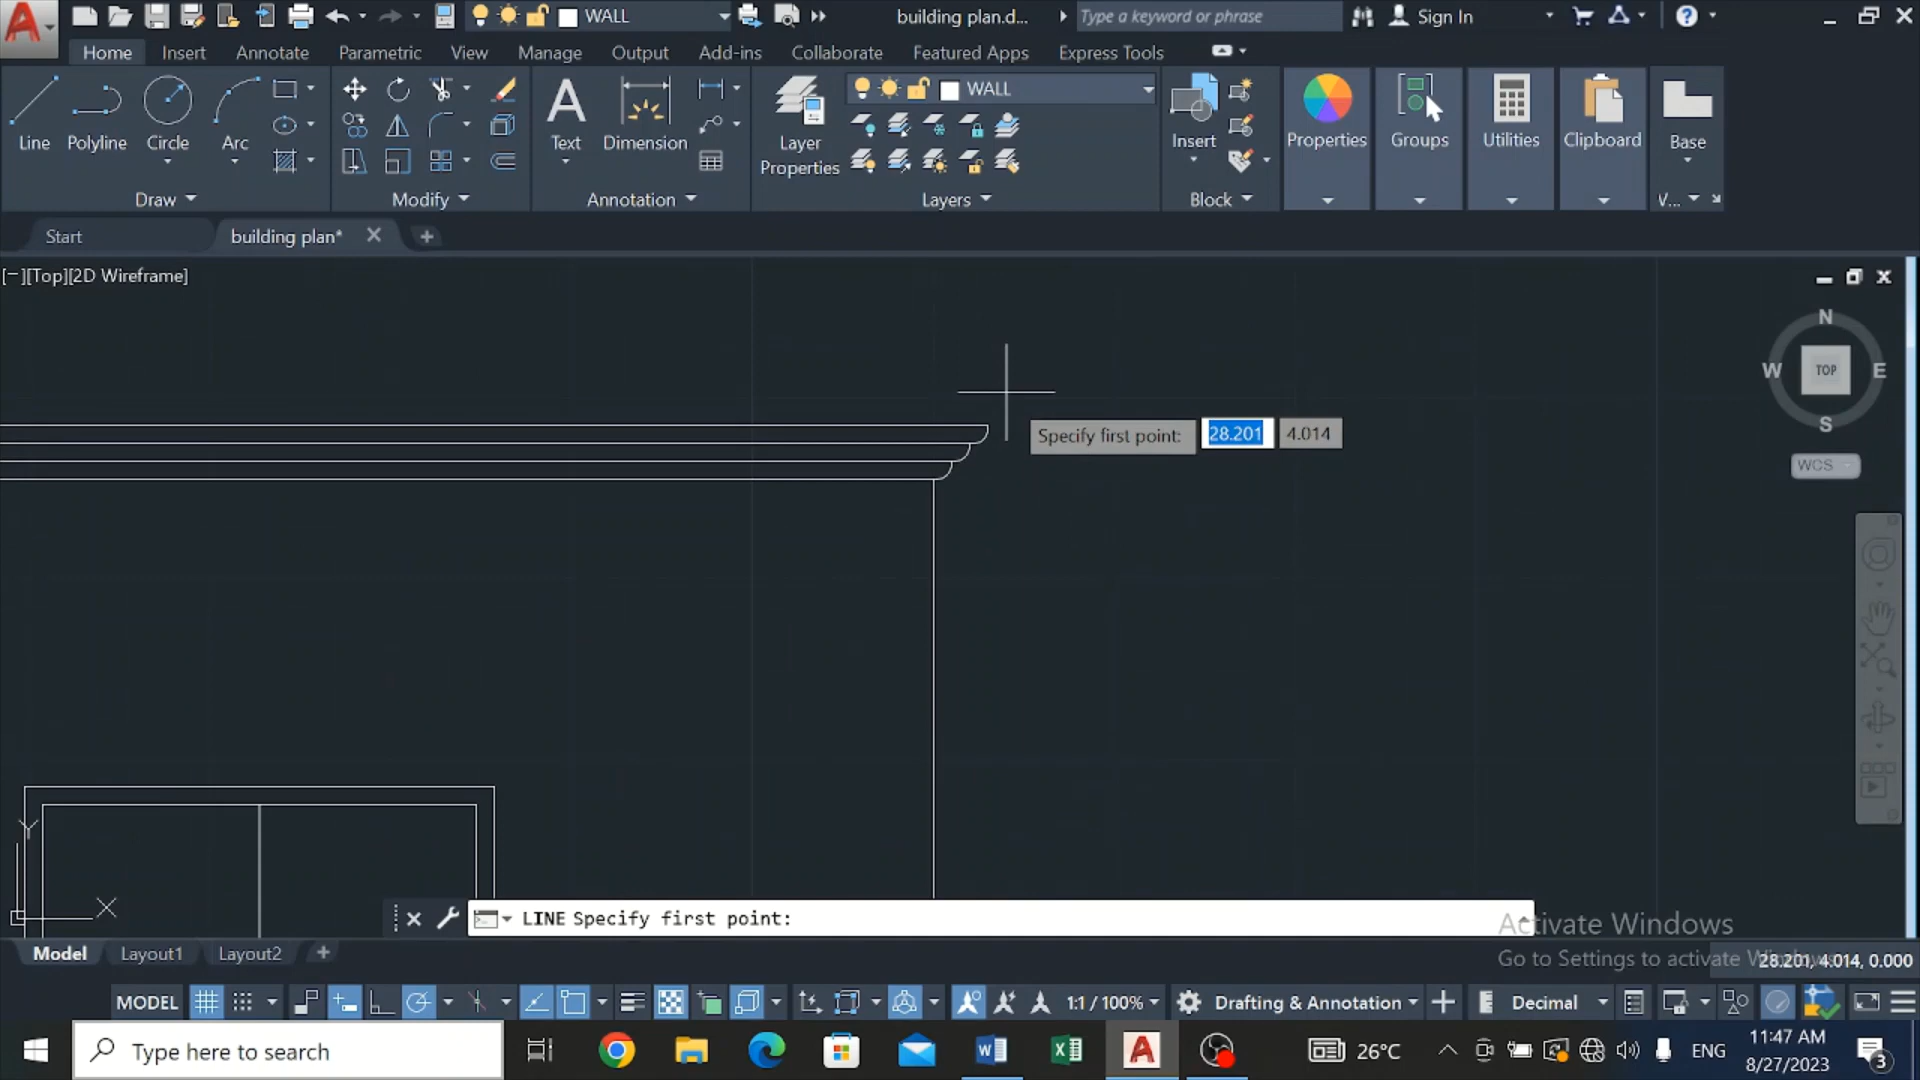 WALL
building plan.d...
Type a keyword or phrase
Sign In
Home
Insert
Annotate
Parametric
View
Manage
Output
Add-ins
Collaborate
Featured Apps
Express Tools
Line
Polyline
Circle
Arc
Text
Dimension
Layer
Properties
WALL
Insert
Properties
Groups
Utilities
Clipboard
Base
Draw
Modify
Annotation
Layers
Block
V...
Start
building plan*
[−][Top][2D Wireframe]
N
W
TOP
E
S
WCS
Specify first point:
28.201
4.014
Y
X
LINE Specify first point:
Activate Windows
Go to Settings to activate
28.201, 4.014, 0.000
Model
Layout1
Layout2
MODEL
1:1 / 100%
Drafting & Annotation
Decimal
Type here to search
26°C
ENG
11:47 AM
8/27/2023
3